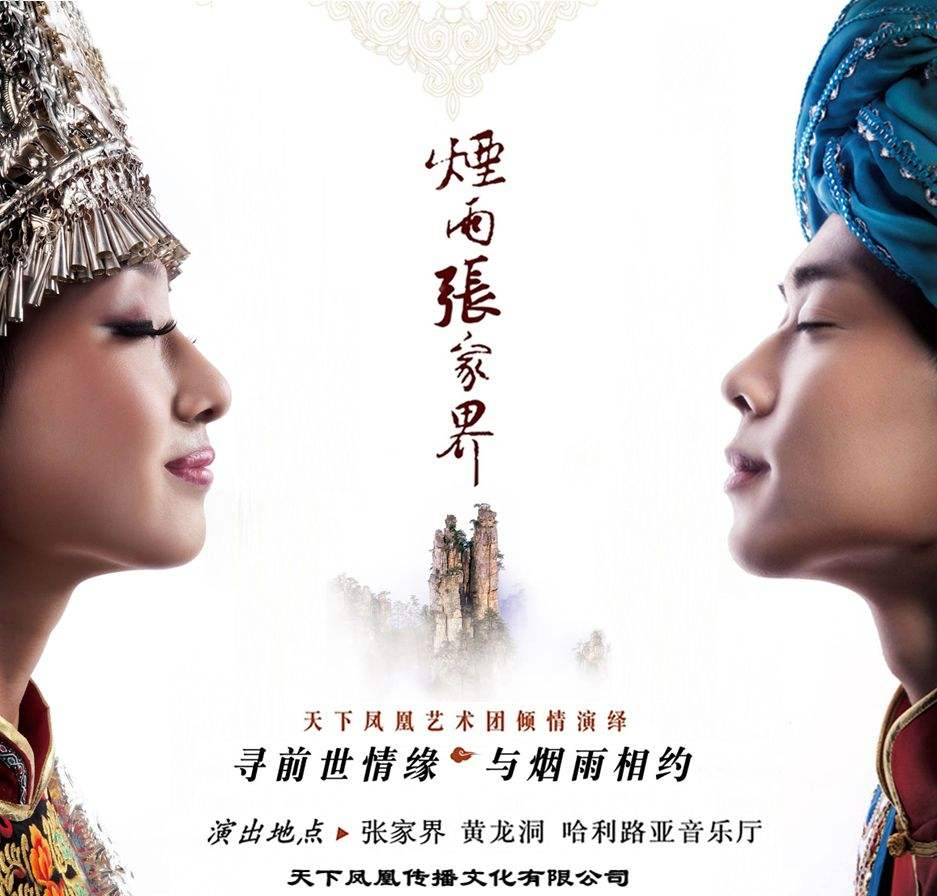 煙雨張家界
天下凤凰艺术团倾情演绎
寻前世情缘 与烟雨相约
演出地点 ▶ 张家界 黄龙洞 哈利路亚音乐厅
天下凤凰传播文化有限公司